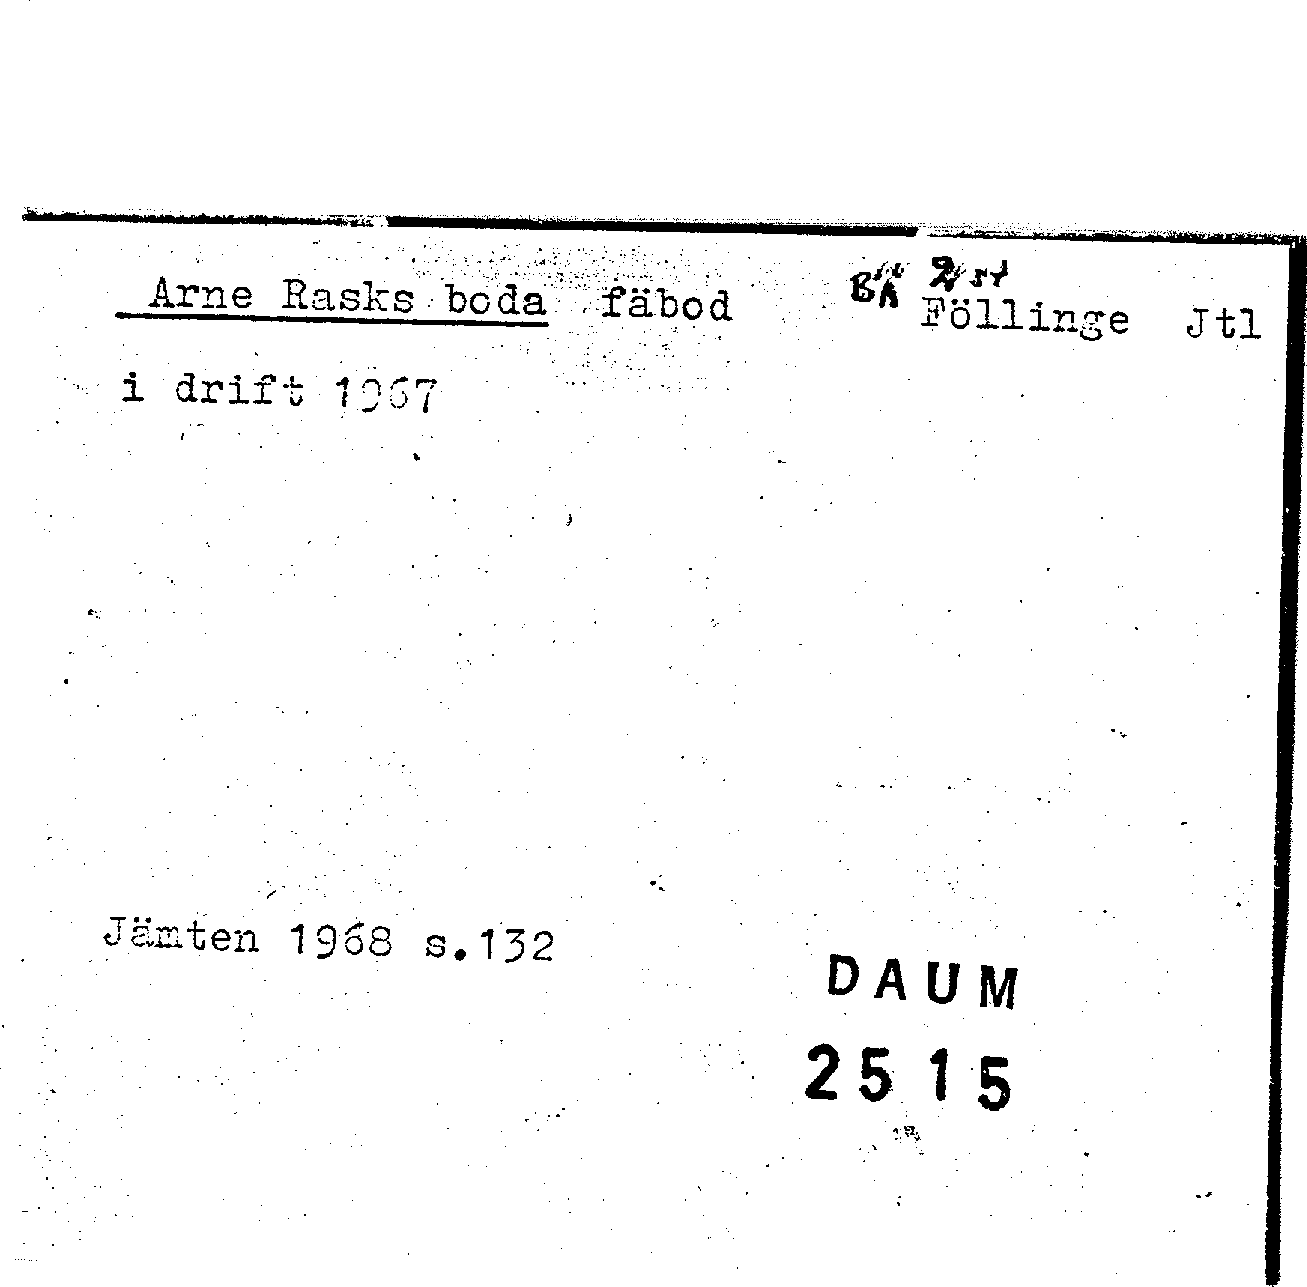 Arne Rasks boda fäbod Föllinge Jtl
i drift 1967
Jämten 1968 s.132
DAUM
2515